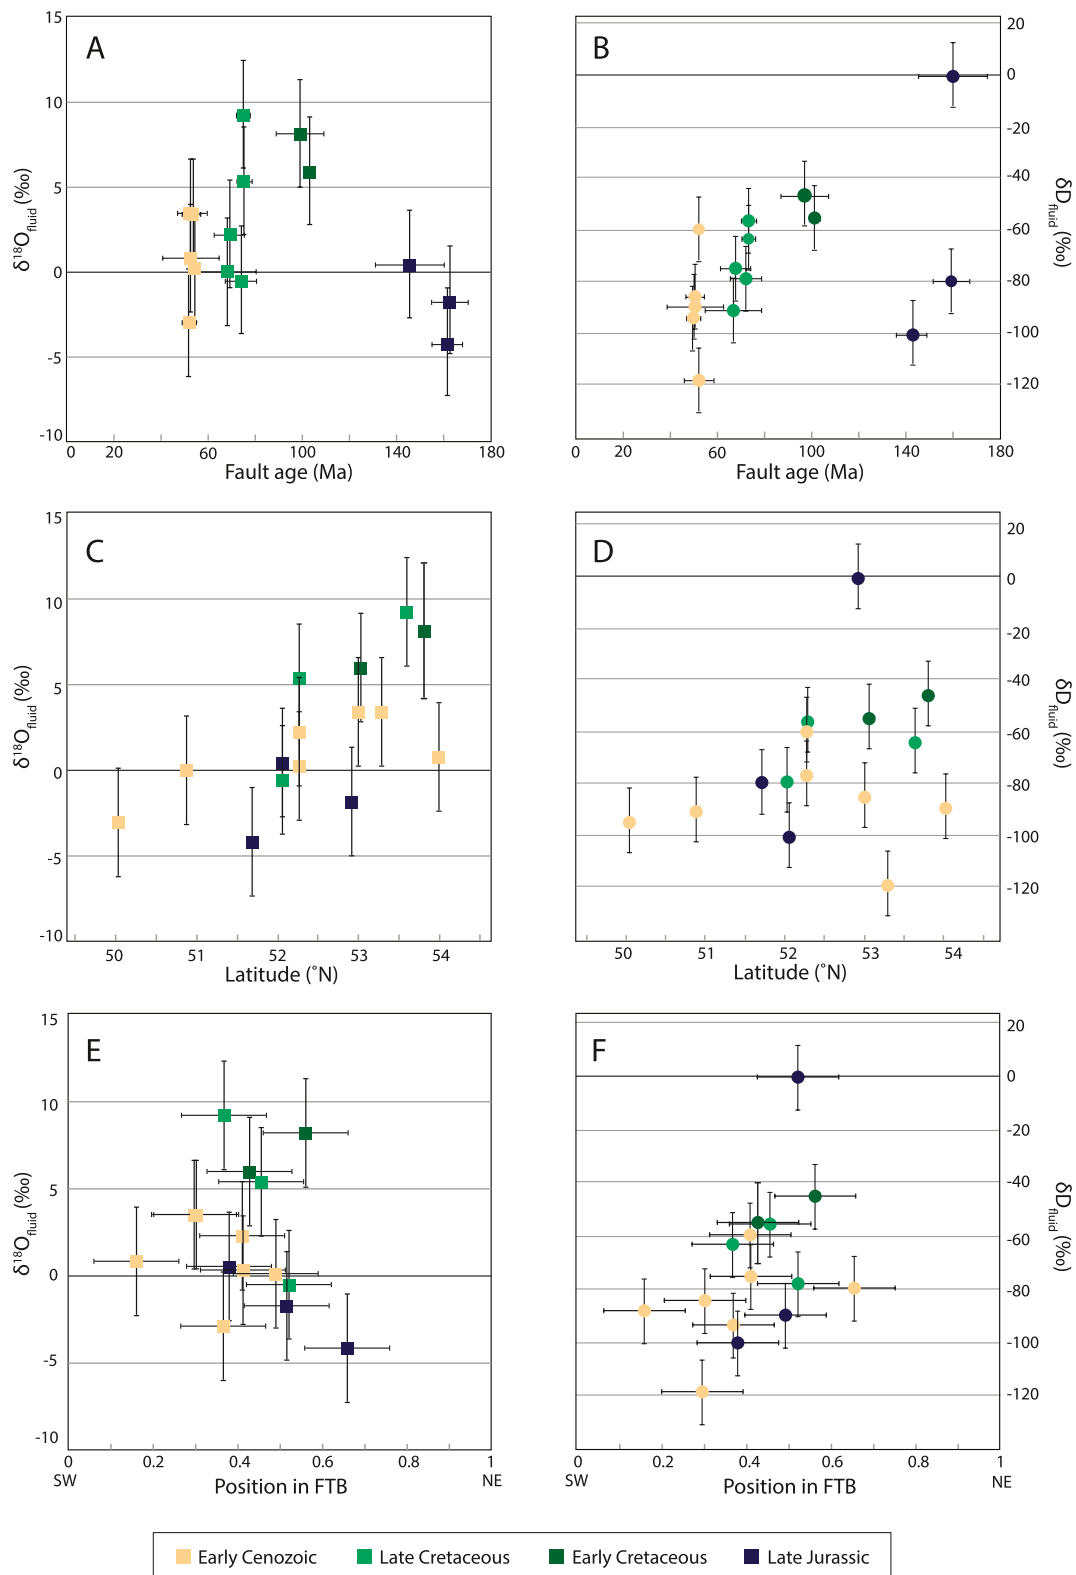 A
15
10
5
0
-5
-10
δ18Ofluid (‰)
0 20 60 100 140 180
Fault age (Ma)
B
20
0
-20
-40
-60
-80
-100
-120
δDfluid (‰)
0 20 60 100 140 180
Fault age (Ma)
C
15
10
5
0
-5
-10
δ18Ofluid (‰)
50 51 52 53 54
Latitude (˚N)
D
20
0
-20
-40
-60
-80
-100
-120
δDfluid (‰)
50 51 52 53 54
Latitude (˚N)
E
15
10
5
0
-5
-10
δ18Ofluid (‰)
0 0.2 0.4 0.6 0.8 1
SW Position in FTB NE
F
20
0
-20
-40
-60
-80
-100
-120
δDfluid (‰)
0 0.2 0.4 0.6 0.8 1
SW Position in FTB NE
Early Cenozoic Late Cretaceous Early Cretaceous Late Jurassic